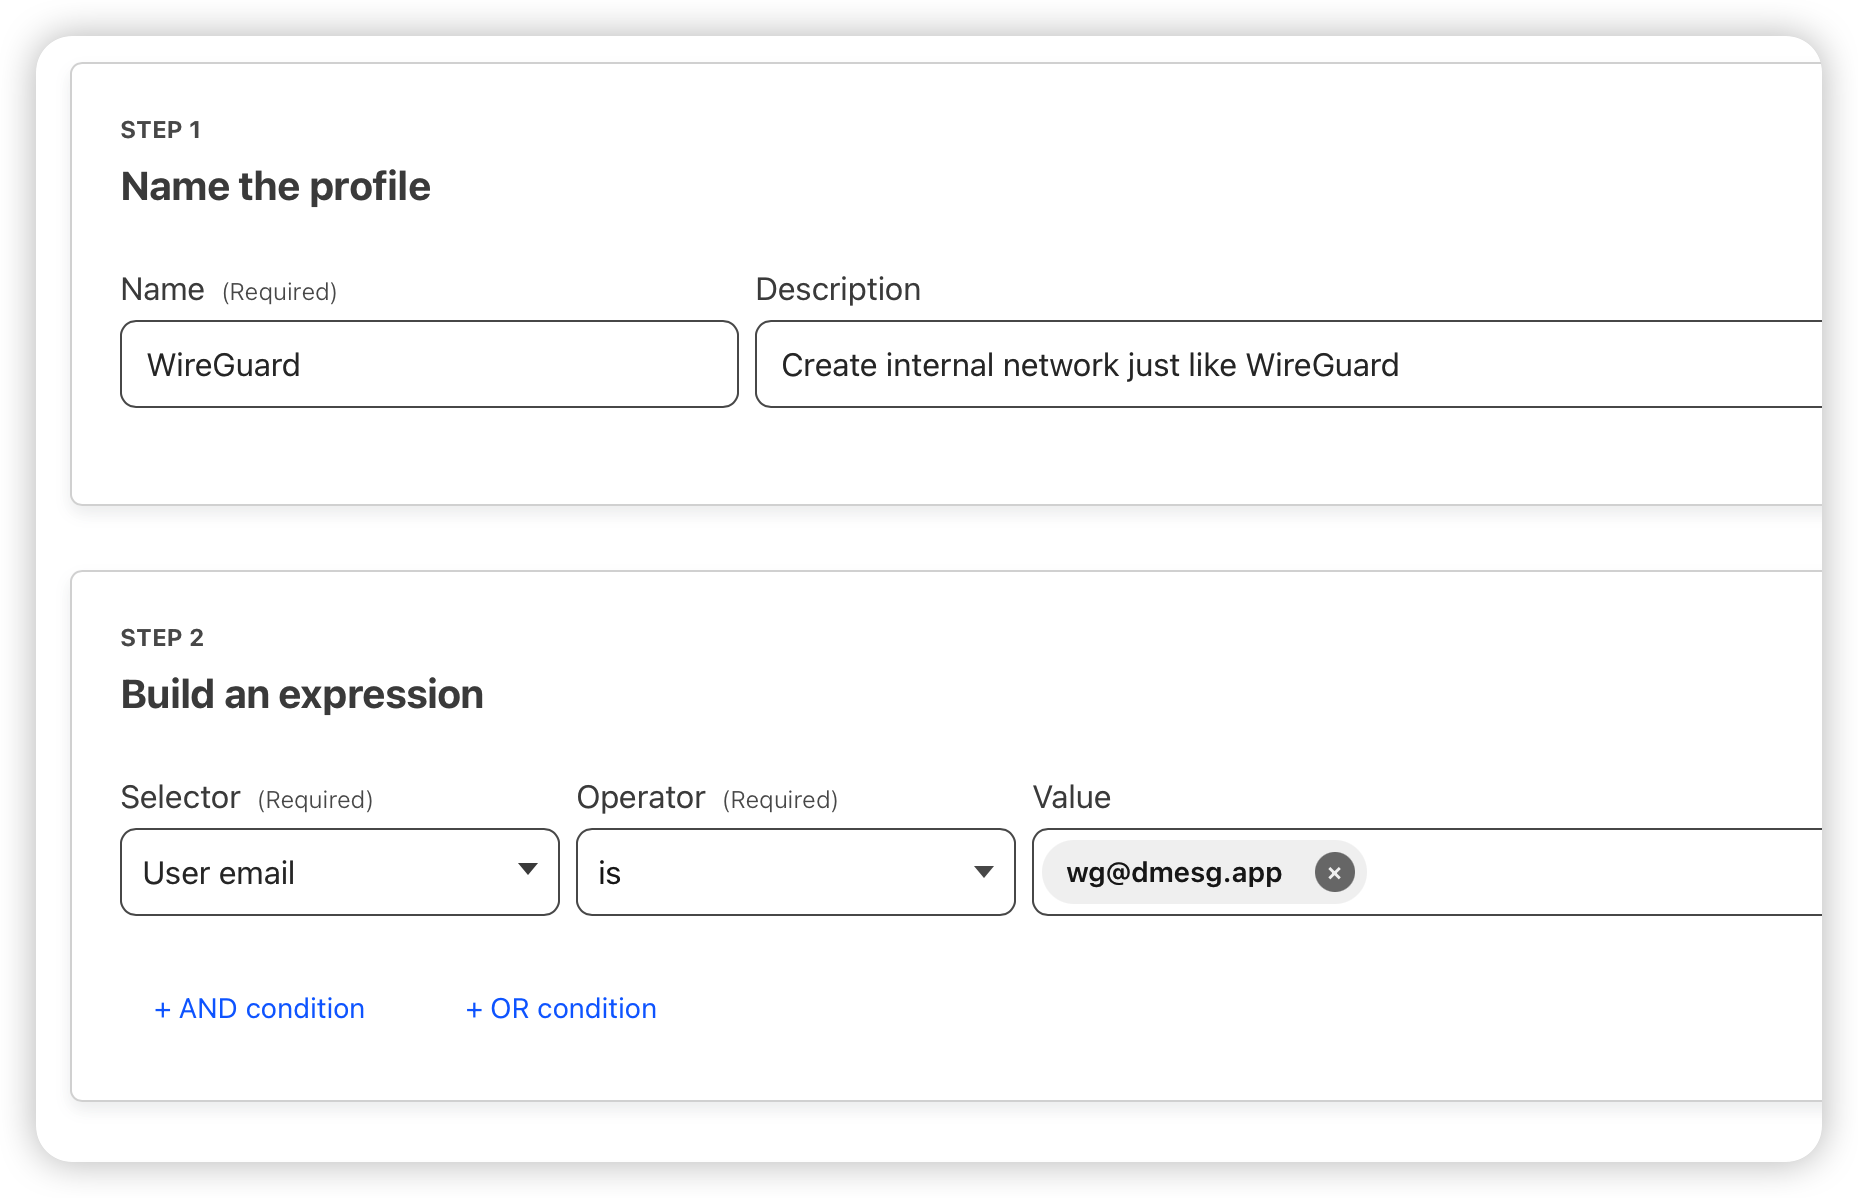 STEP 1
Name the profile
Name (Required) Description
WireGuard Create internal network just like WireGuard
STEP 2
Build an expression
Selector (Required) Operator (Required) Value
User email is wg@dmesg.app ×
+ AND condition + OR condition